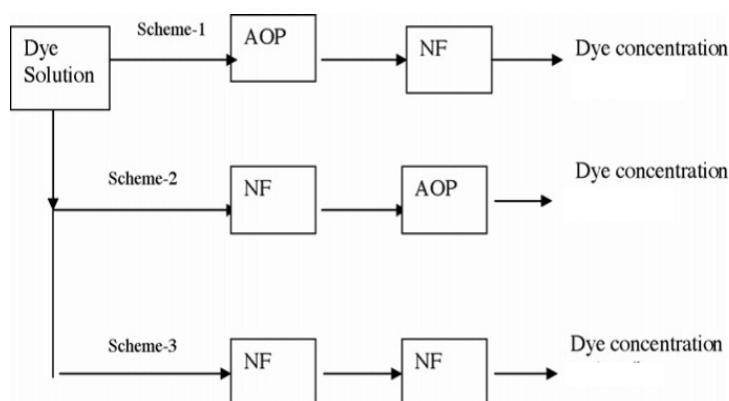 Scheme-1
Dye
Solution
AOP
NF
Dye concentration
Scheme-2
NF
AOP
Dye concentration
Scheme-3
NF
NF
Dye concentration